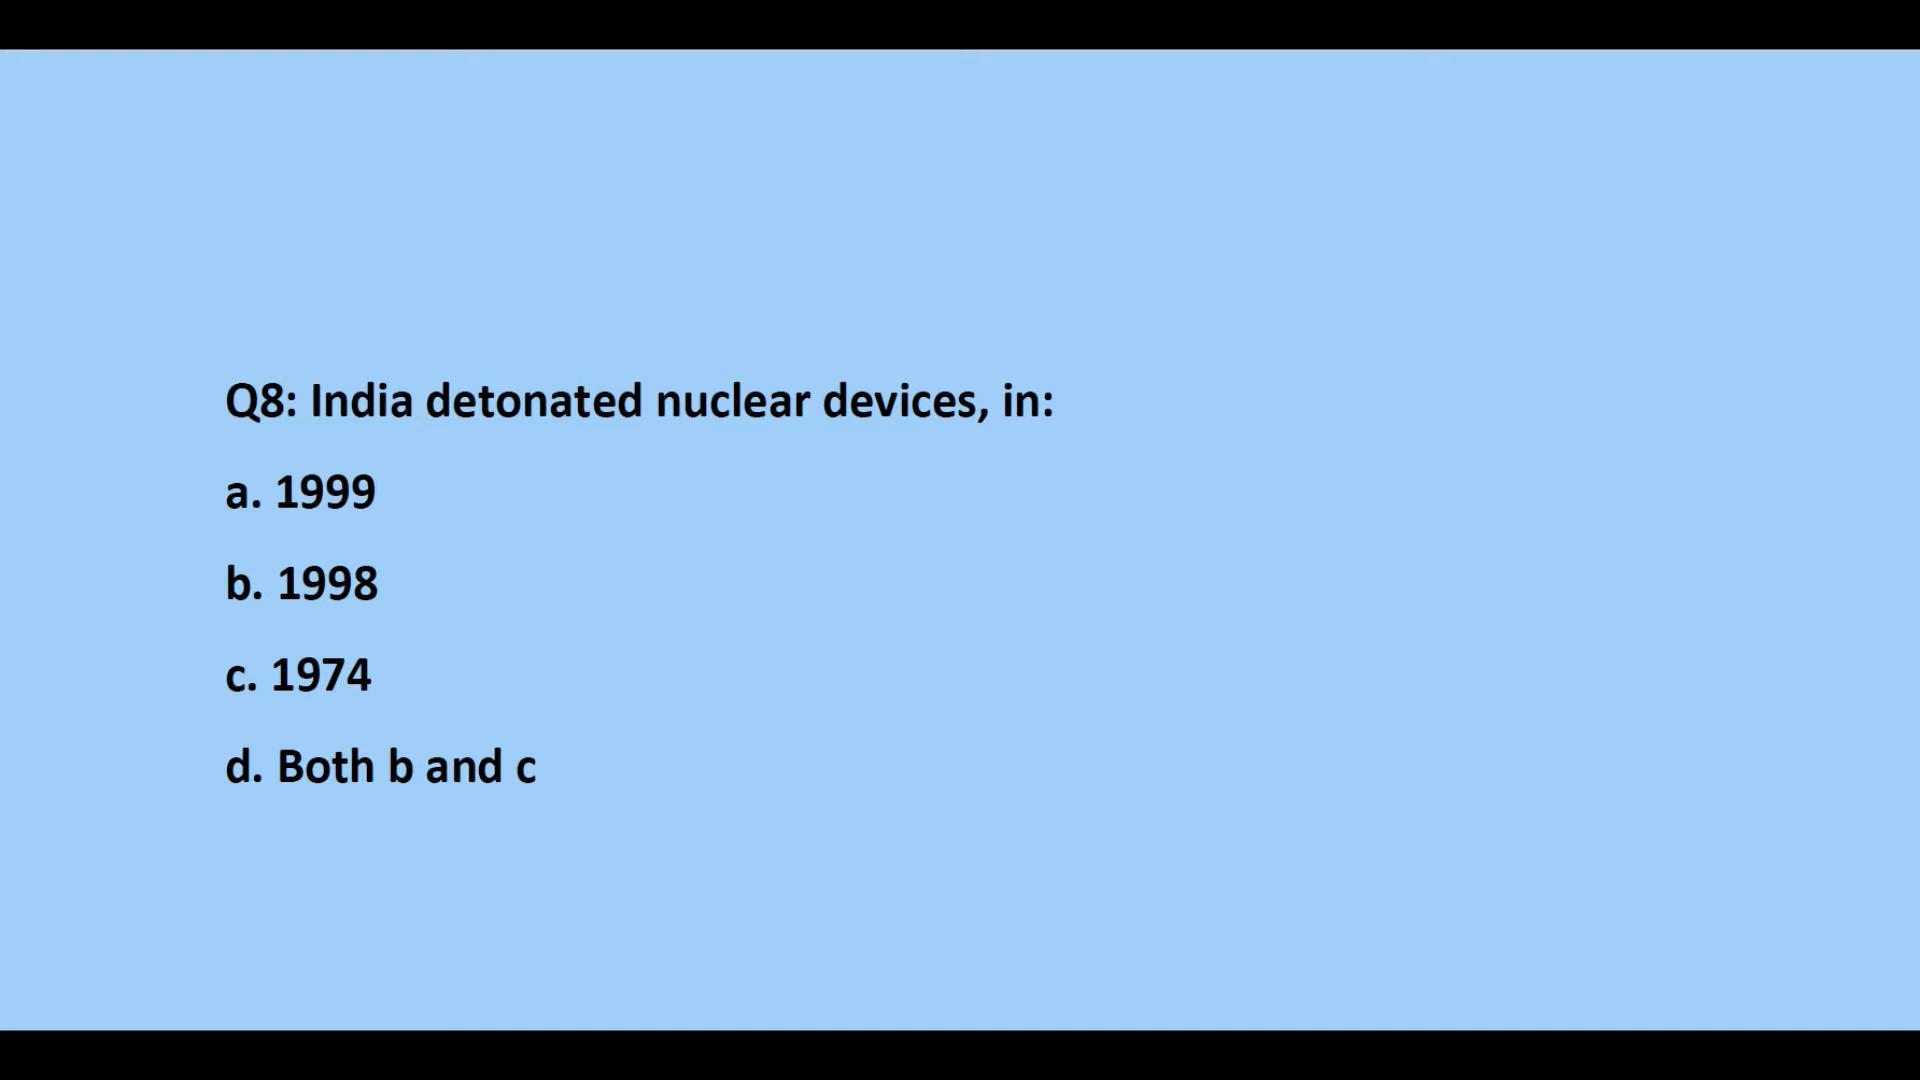 Q8: India detonated nuclear devices, in:
a. 1999
b. 1998
c. 1974
d. Both b and c